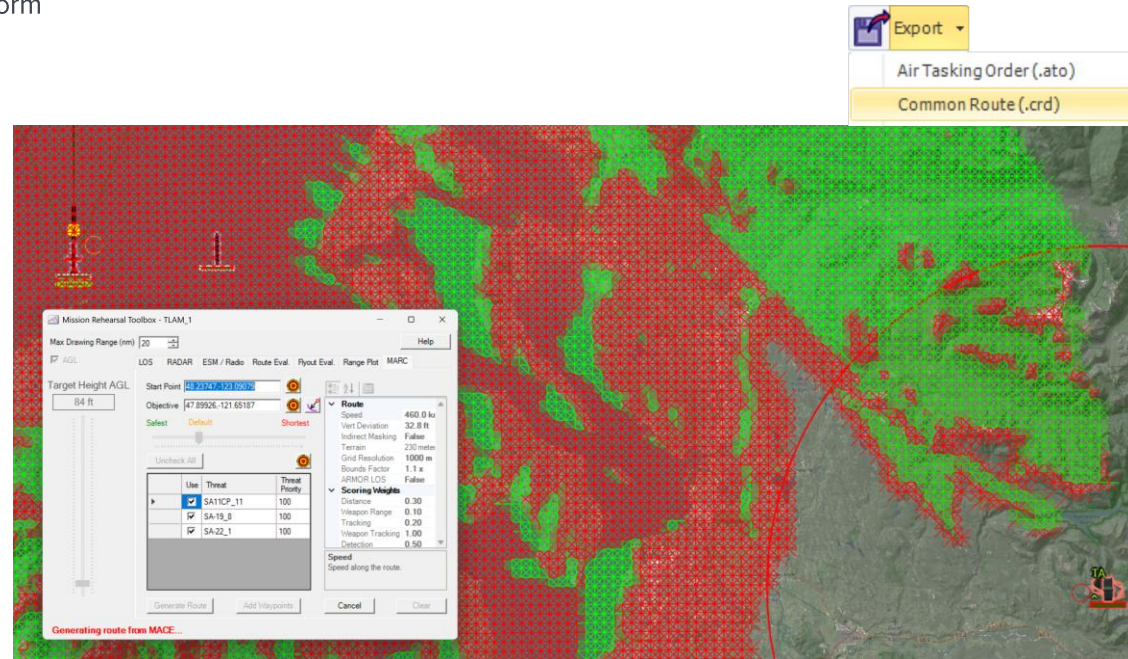 orm
Export
Air Tasking Order (.ato)
Common Route (.crd)
Mission Rehearsal Toolbox - TLAM_1
Max Drawing Range (nm) 20
Help
AGL
LOS RADAR ESM / Radio Route Eval. Flyout Eval. Range Plot MARC
Target Height AGL
84 ft
Start Point 48.23747,-123.09079
Objective 47.89926,-121.65187
Safest Default Shortest
Uncheck All
Use Threat Threat Priority
SA11CP_11 100
SA-19_8 100
SA-22_1 100
Route
Speed 460.0 k
Vert Deviation 32.8 ft
Indirect Masking False
Terrain 230 meter
Grid Resolution 1000 m
Bounds Factor 1.1 x
ARMOR LOS False
Scoring Weights
Distance 0.30
Weapon Range 0.10
Tracking 0.20
Weapon Tracking 1.00
Detection 0.50
Speed
Speed along the route.
Generate Route Add Waypoints Cancel Clear
Generating route from MACE...
TA